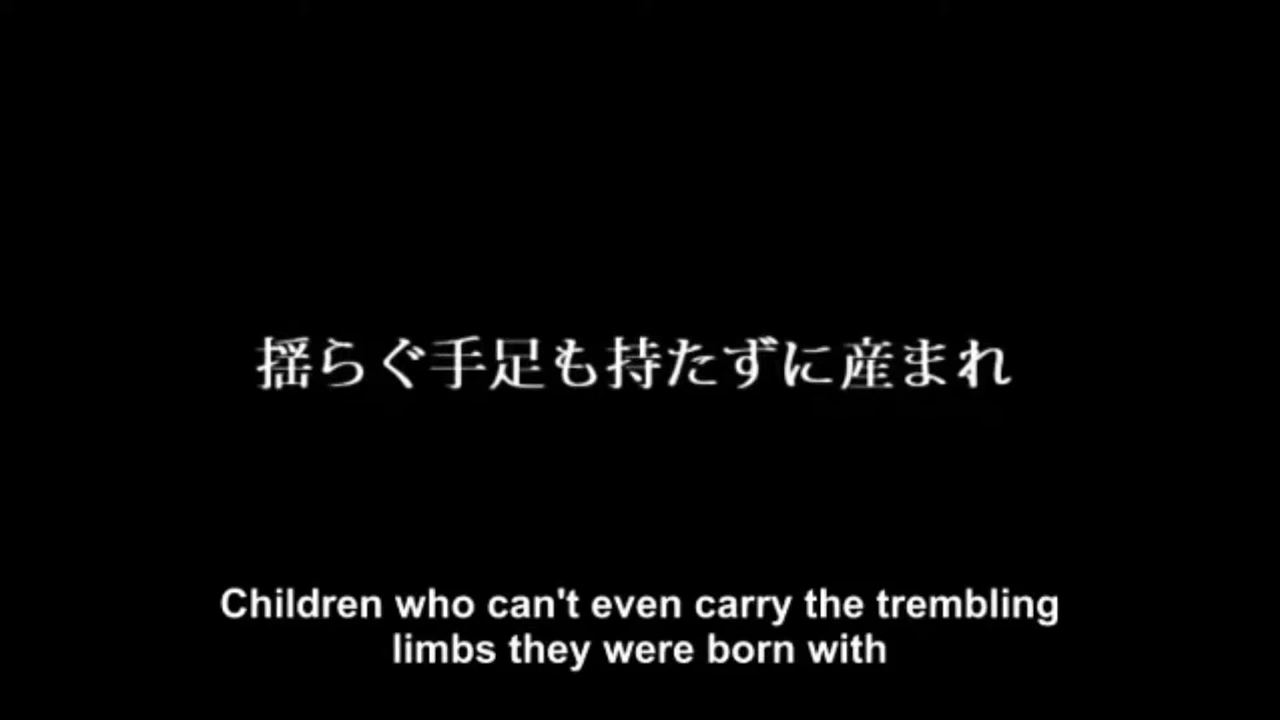 揺らぐ手足も持たずに産まれ
Children who can't even carry the trembling
limbs they were born with